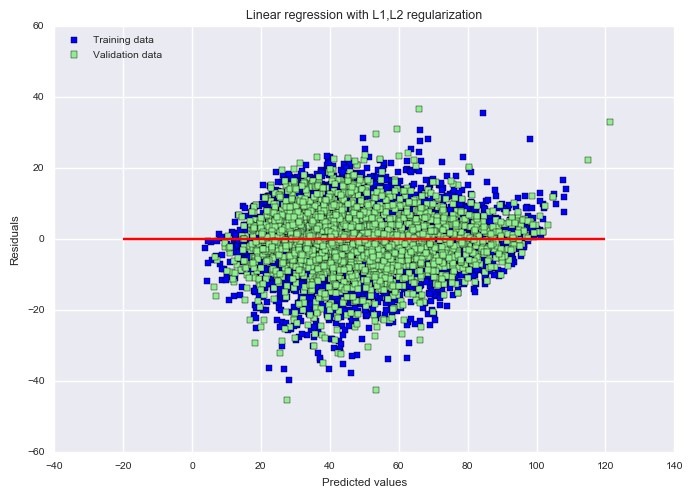 Linear regression with L1,L2 regularization
60
Training data
Validation data
40
20
0
−20
−40
−60
Residuals
−40 −20 0 20 40 60 80 100 120 140
Predicted values